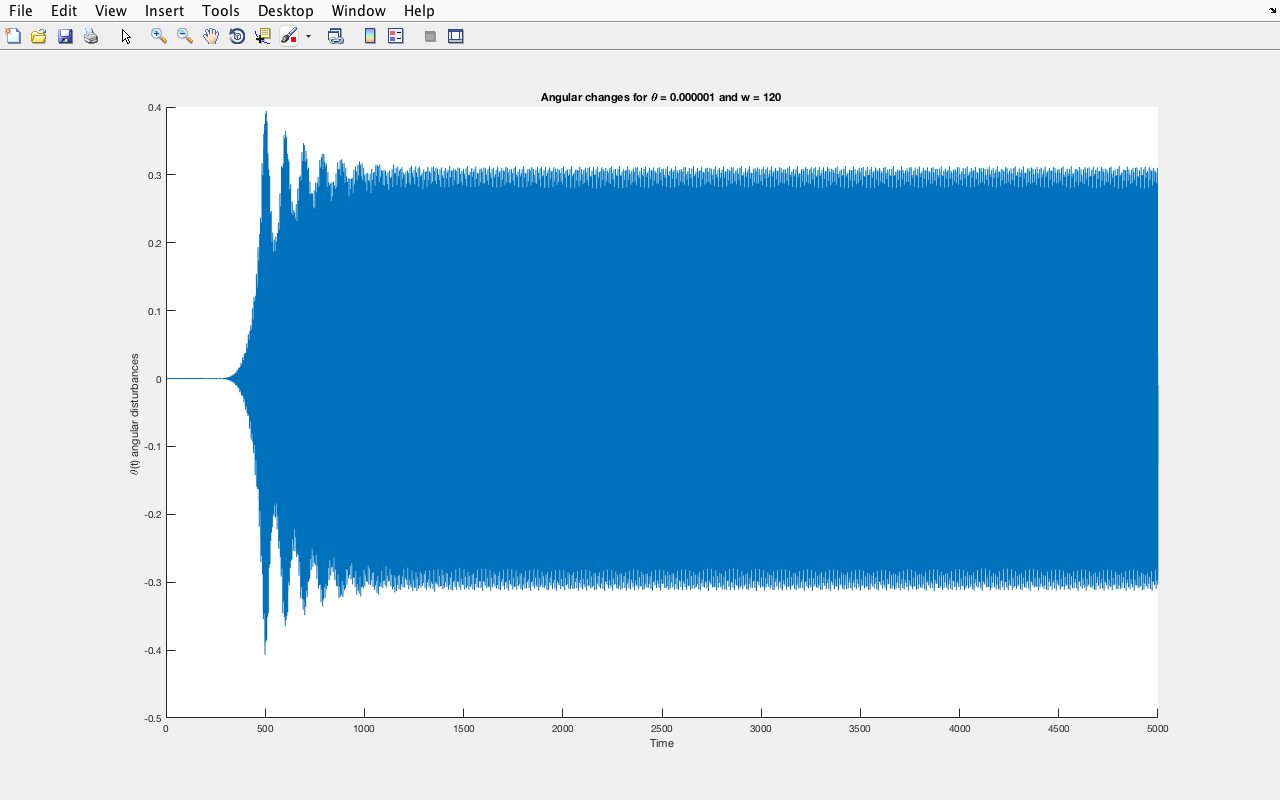 File Edit View Insert Tools Desktop Window Help
Angular changes for θ = 0.000001 and w = 120
0.4
0.3
0.2
0.1
0
-0.1
-0.2
-0.3
-0.4
-0.5
θ(t) angular disturbances
0 500 1000 1500 2000 2500 3000 3500 4000 4500 5000
Time